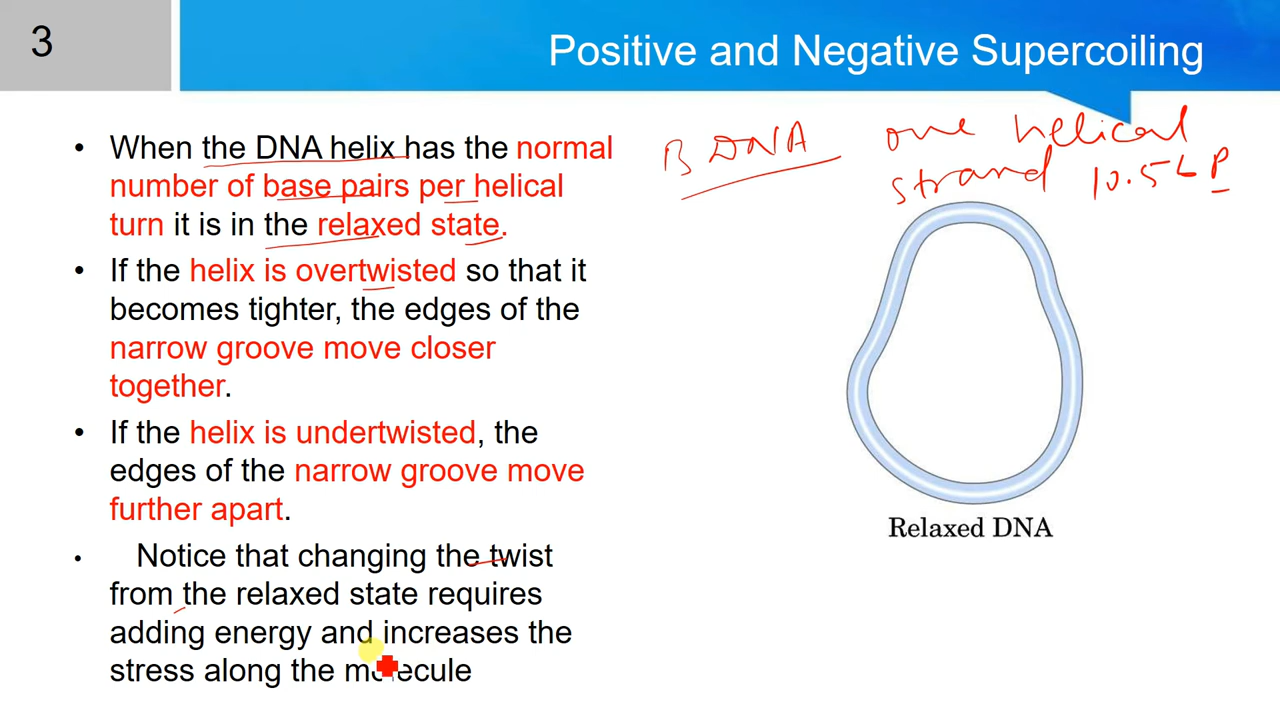 3
Positive and Negative Supercoiling
• When the DNA helix has the normal
number of base pairs per helical
turn it is in the relaxed state.
• If the helix is overtwisted so that it
becomes tighter, the edges of the
narrow groove move closer
together.
• If the helix is undertwisted, the
edges of the narrow groove move
further apart.
• Notice that changing the twist
from the relaxed state requires
adding energy and increases the
stress along the molecule
B DNA one helical
strand 10.5 b P
Relaxed DNA